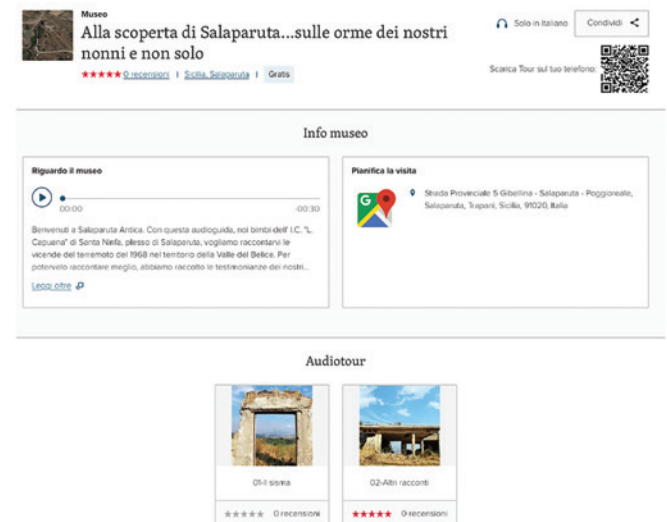 Museo
Alla scoperta di Salaparuta...sulle orme dei nostri
nonni e non solo
★★★★★ 0 recensioni | Sicilia, Salaparuta | Gratis
Solo in Italiano
Condividi
Scarica Tour sul tuo telefono:
Info museo
Riguardo il museo
00:00
-00:30
Benvenuti a Salaparuta Antica. Con questa audioguida, noi bimbi dell' I.C. "L.
Capuana" di Santa Ninfa, plesso di Salaparuta, vogliamo raccontarvi le
vicende del terremoto del 1968 nel territorio della Valle del Belice. Per
potervelo raccontare meglio, abbiamo raccolto le testimonianze dei nostri...
Leggi oltre
Pianifica la visita
G
Strada Provinciale 5 Gibellina - Salaparuta - Poggioreale,
Salaparuta, Trapani, Sicilia, 91020, Italia
Audiotour
01-Il sisma
★★★★★ 0 recensioni
02-Altri racconti
★★★★★ 0 recensioni